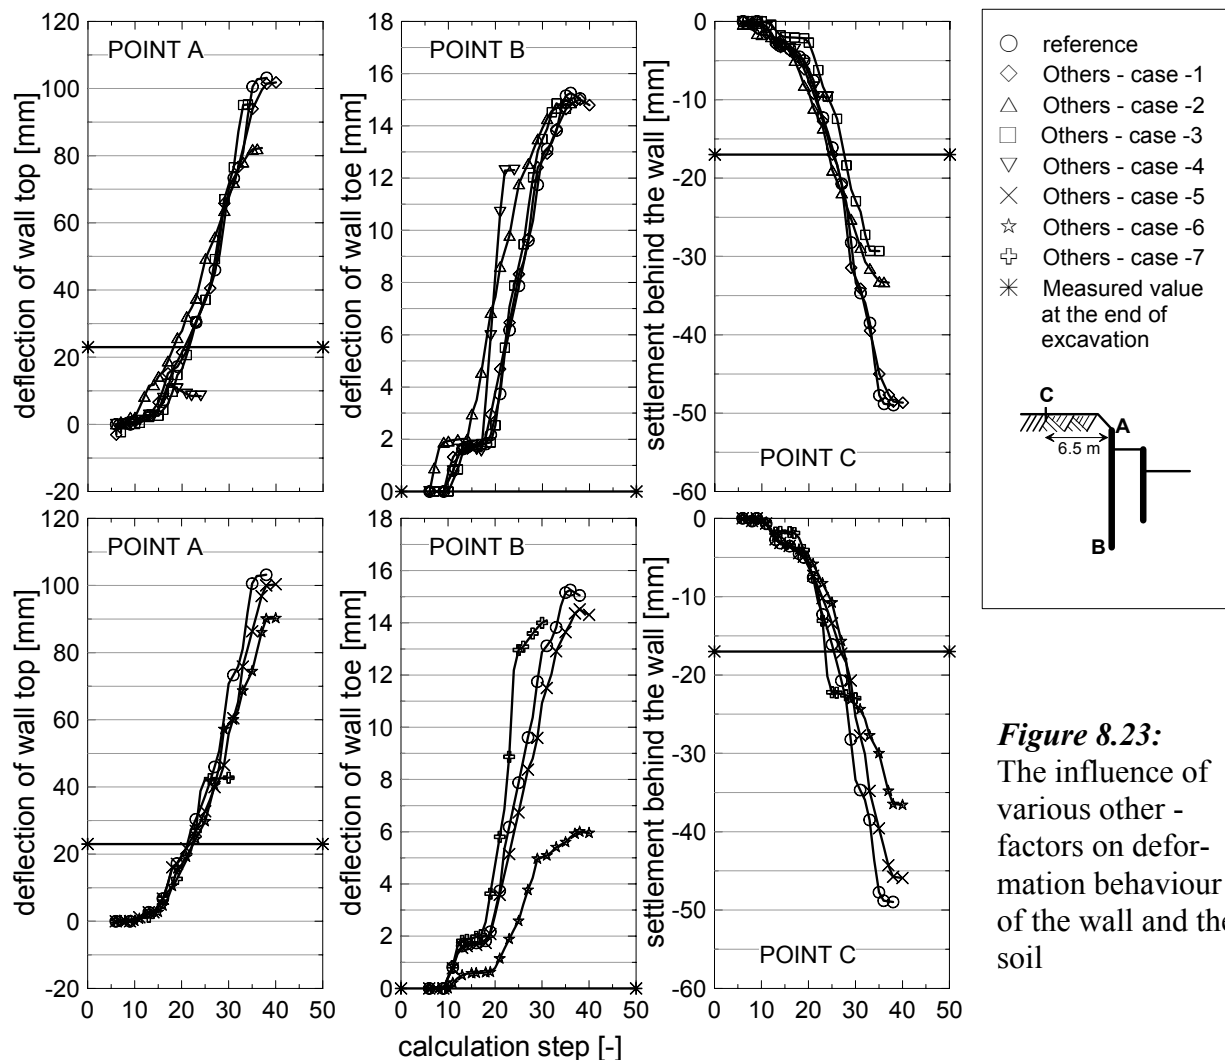 POINT A
deflection of wall top [mm]
120
100
80
60
40
20
0
-20
POINT B
deflection of wall toe [mm]
18
16
14
12
10
8
6
4
2
0
POINT C
settlement behind the wall [mm]
0
-10
-20
-30
-40
-50
-60
reference
Others - case -1
Others - case -2
Others - case -3
Others - case -4
Others - case -5
Others - case -6
Others - case -7
Measured value
at the end of
excavation
C
A
6.5 m
B
POINT A
deflection of wall top [mm]
120
100
80
60
40
20
0
-20
0 10 20 30 40 50
POINT B
deflection of wall toe [mm]
18
16
14
12
10
8
6
4
2
0
0 10 20 30 40 50
calculation step [-]
POINT C
settlement behind the wall [mm]
0
-10
-20
-30
-40
-50
-60
0 10 20 30 40 50
Figure 8.23:
The influence of
various other -
factors on defor-
mation behaviour
of the wall and the
soil